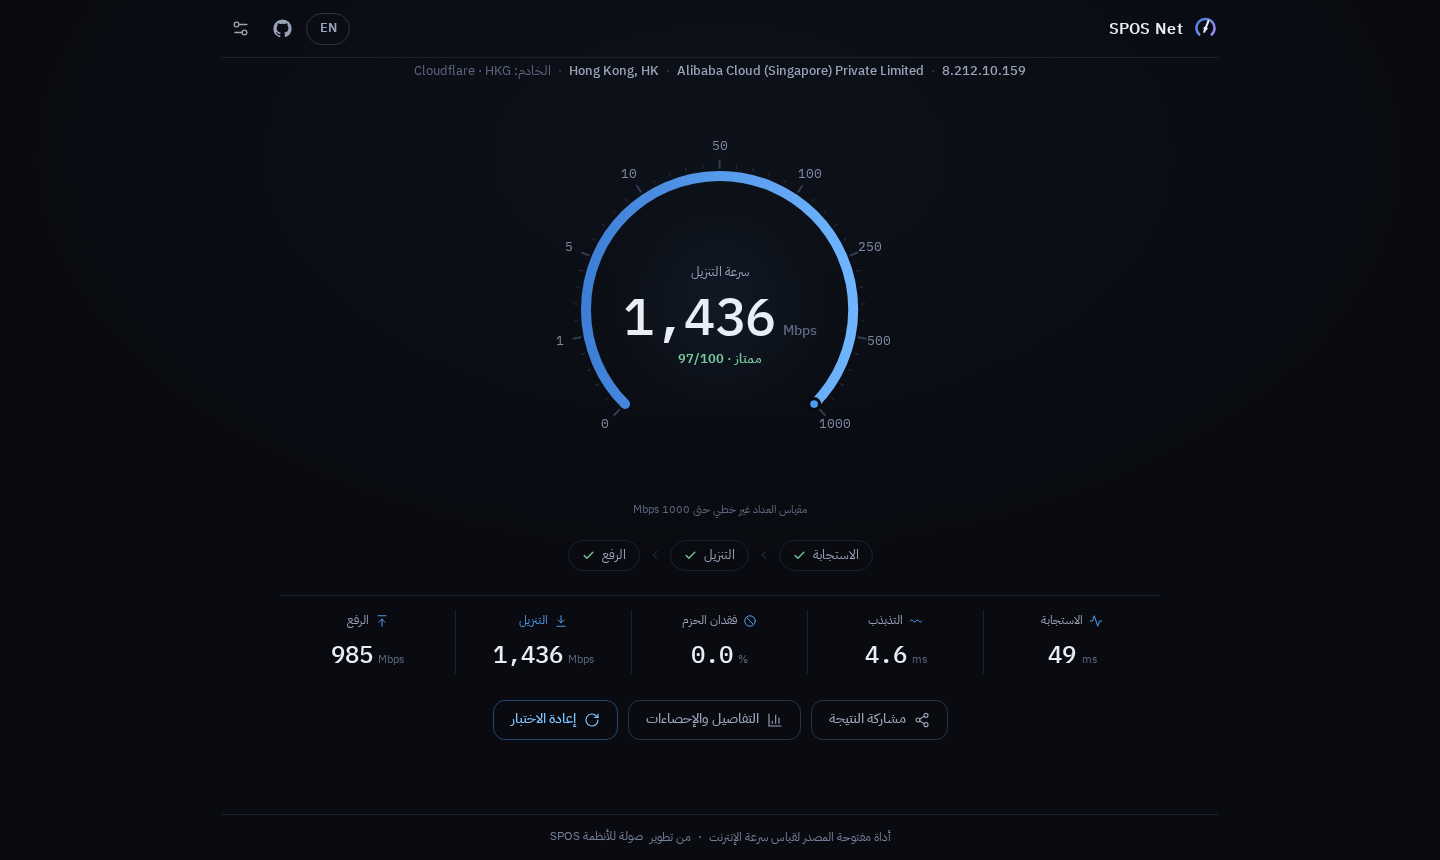 SPOS Net
EN
8.212.10.159 · Alibaba Cloud (Singapore) Private Limited · Hong Kong, HK · الخادم: Cloudflare · HKG
50
10
100
5
250
1
500
0
1000
سرعة التنزيل
1,436 Mbps
ممتاز · 97/100
مقياس العداد غير خطي حتى 1000 Mbps
الاستجابة
التنزيل
الرفع
الاستجابة
49 ms
التذبذب
4.6 ms
فقدان الحزم
0.0 %
التنزيل
1,436 Mbps
الرفع
985 Mbps
مشاركة النتيجة
التفاصيل والإحصاءات
إعادة الاختبار
أداة مفتوحة المصدر لقياس سرعة الإنترنت · من تطوير صولة للأنظمة SPOS